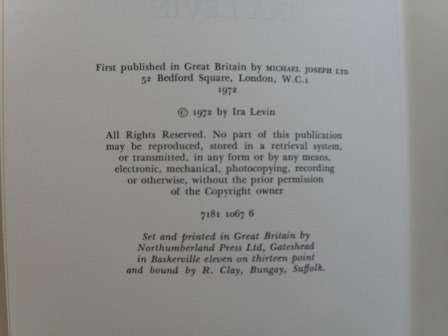 First published in Great Britain by MICHAEL JOSEPH LTD
52 Bedford Square, London, W.C.1
1972
© 1972 by Ira Levin
All Rights Reserved. No part of this publication
may be reproduced, stored in a retrieval system,
or transmitted, in any form or by any means,
electronic, mechanical, photocopying, recording
or otherwise, without the prior permission
of the Copyright owner
7181 1067 6
Set and printed in Great Britain by
Northumberland Press Ltd, Gateshead
in Baskerville eleven on thirteen point
and bound by R. Clay, Bungay, Suffolk.